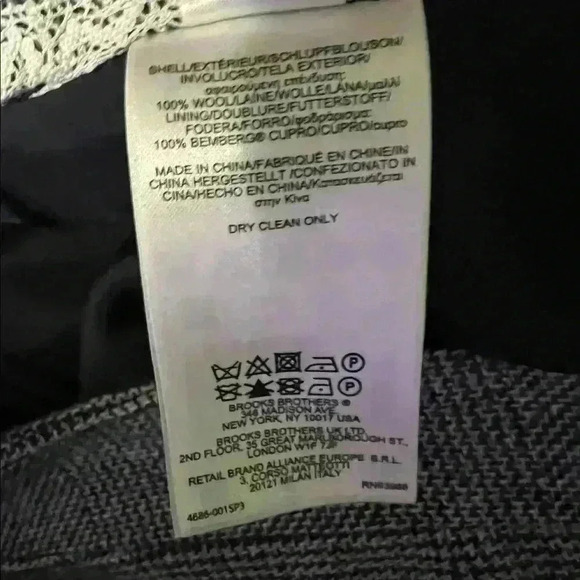 SHELL/EXTÉRIEUR/SCHLUPFBLOUSON/
INVOLUCRO/TELA EXTERIOR/
αφαιρούμενη επένδυση:
100% WOOL/LAINE/WOLLE/LANA/μαλλί
LINING/DOUBLURE/FUTTERSTOFF/
FODERA/FORRO/φοδράρισμα:
100% BEMBERG® CUPRO/CUPRO/cupro
MADE IN CHINA/FABRIQUÉ EN CHINE/IN
CHINA HERGESTELLT /CONFEZIONATO IN
CINA/HECHO EN CHINA/Κατασκευάζεται
στην Κίνα
DRY CLEAN ONLY
P
P
BROOKS BROTHERS ®
346 MADISON AVE.
NEW YORK, NY 10017 USA
BROOKS BROTHERS UK LTD.
2ND FLOOR, 35 GREAT MARLBOROUGH ST.,
LONDON W1F
RETAIL BRAND ALLIANCE EUROPE S.R.L.
3, CORSO MATTEOTTI
20121 MILAN ITALY
4686-001SP3